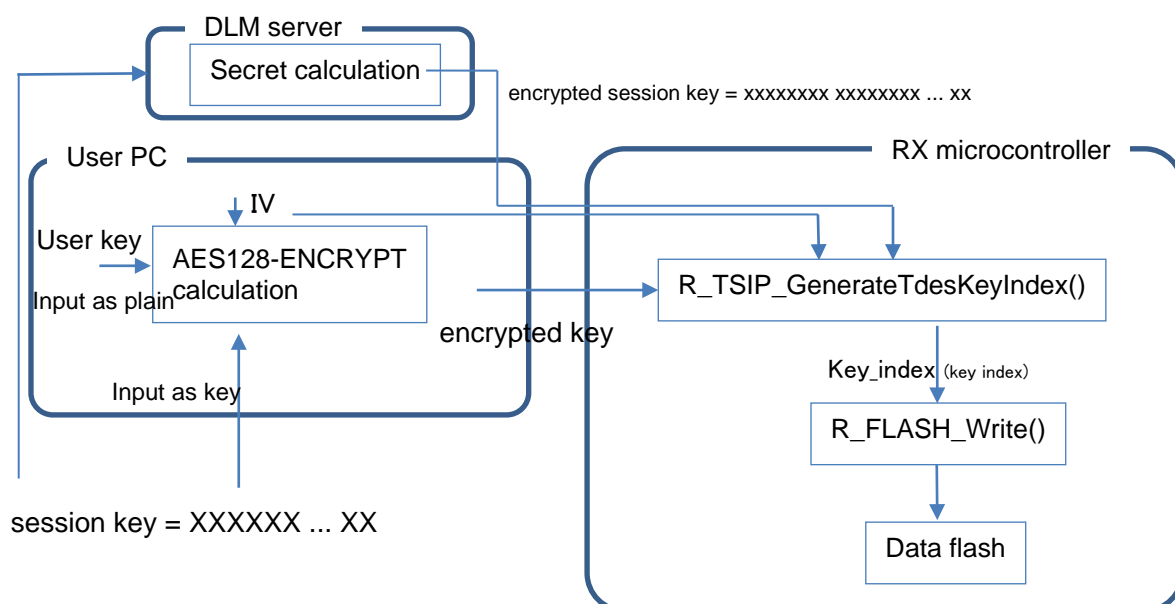 DLM server
Secret calculation
encrypted session key = xxxxxxxx xxxxxxxx ... xx
User PC
RX microcontroller
IV
User key
AES128-ENCRYPT
calculation
Input as plain
R_TSIP_GenerateTdesKeyIndex()
encrypted key
Key_index (key index)
Input as key
R_FLASH_Write()
session key = XXXXXX ... XX
Data flash